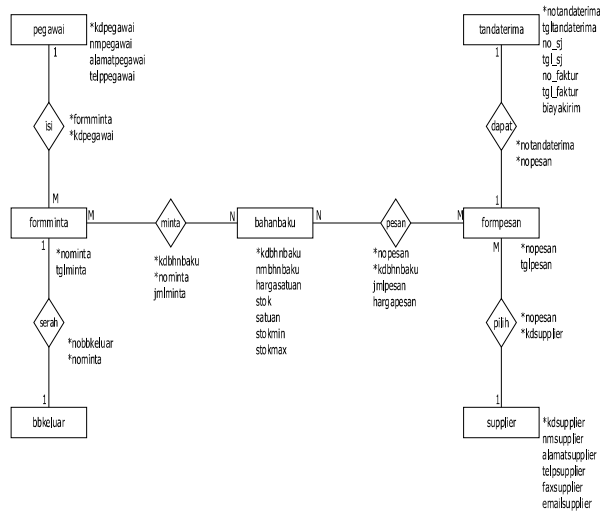 pegawai
*kdpegawai
nmpegawai
alamatpegawai
telppegawai
1
isi
*formminta
*kdpegawai
M
formminta
*nominta
tglminta
M
minta
*kdbhnbaku
*nominta
jmlminta
N
bahanbaku
*kdbhnbaku
nmbhnbaku
hargasatuan
stok
satuan
stokmin
stokmax
N
pesan
*nopesan
*kdbhnbaku
jmlpesan
hargapesan
M
formpesan
*nopesan
tglpesan
tandaterima
*notandaterima
tgltandaterima
no_sj
tgl_sj
no_faktur
tgl_faktur
biayakirim
1
dapat
*notandaterima
*nopesan
1
1
serah
*nobbkeluar
*nominta
1
bbkeluar
M
pilih
*nopesan
*kdsupplier
1
supplier
*kdsupplier
nmsupplier
alamatsupplier
telpsupplier
faxsupplier
emailsupplier